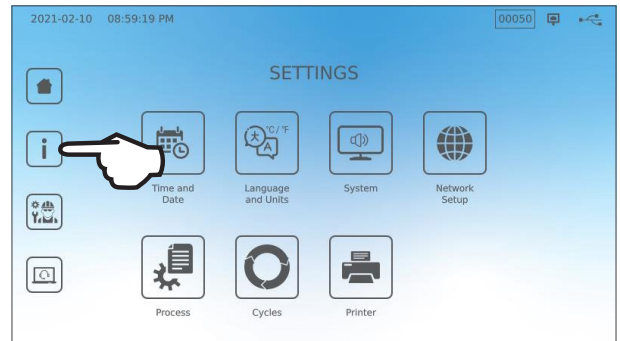 2021-02-10 08:59:19 PM
00050
SETTINGS
i
大 °C/°F
A
Time and
Date
Language
and Units
System
Network
Setup
Process
Cycles
Printer